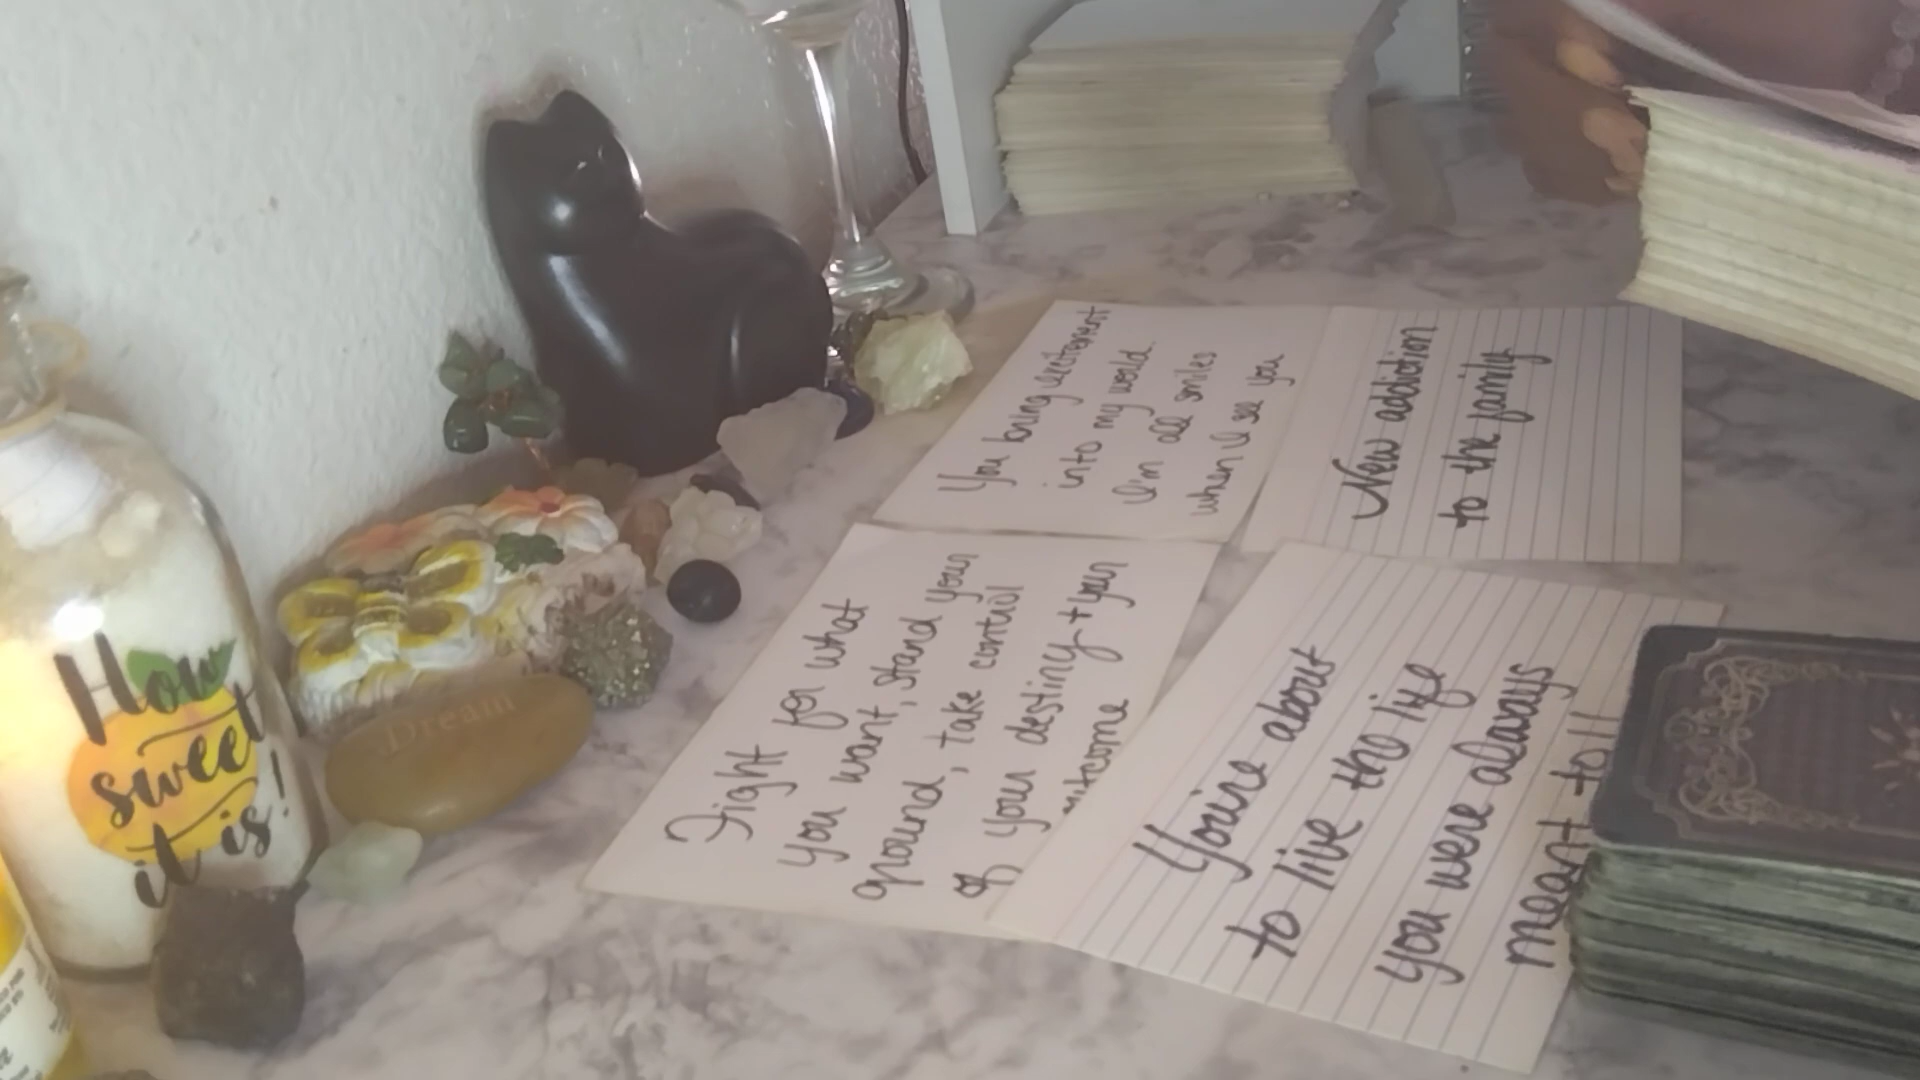 You bring excitement
into my world.
I'm all smiles
when I see you
New addiction
to the family
Fight for what
you want, stand your
ground, take control
of your destiny + your
outcome
You're about
to live the life
you were always
meant to!!
Dream
How
sweet
it is!